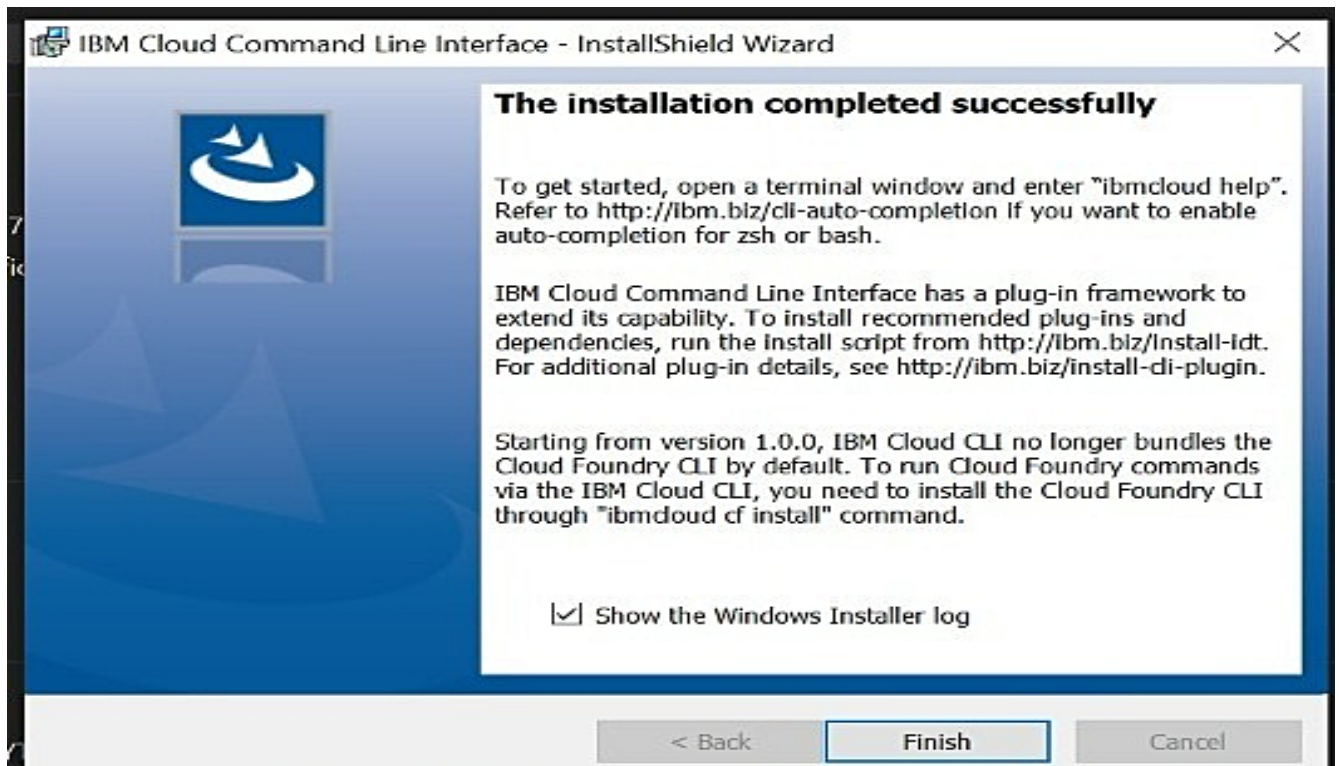 IBM Cloud Command Line Interface - InstallShield Wizard
The installation completed successfully
To get started, open a terminal window and enter "ibmcloud help".
Refer to http://ibm.biz/cli-auto-completion if you want to enable
auto-completion for zsh or bash.
IBM Cloud Command Line Interface has a plug-in framework to
extend its capability. To install recommended plug-ins and
dependencies, run the install script from http://ibm.biz/install-idt.
For additional plug-in details, see http://ibm.biz/install-cli-plugin.
Starting from version 1.0.0, IBM Cloud CLI no longer bundles the
Cloud Foundry CLI by default. To run Cloud Foundry commands
via the IBM Cloud CLI, you need to install the Cloud Foundry CLI
through "ibmcloud cf install" command.
Show the Windows Installer log
< Back Finish Cancel